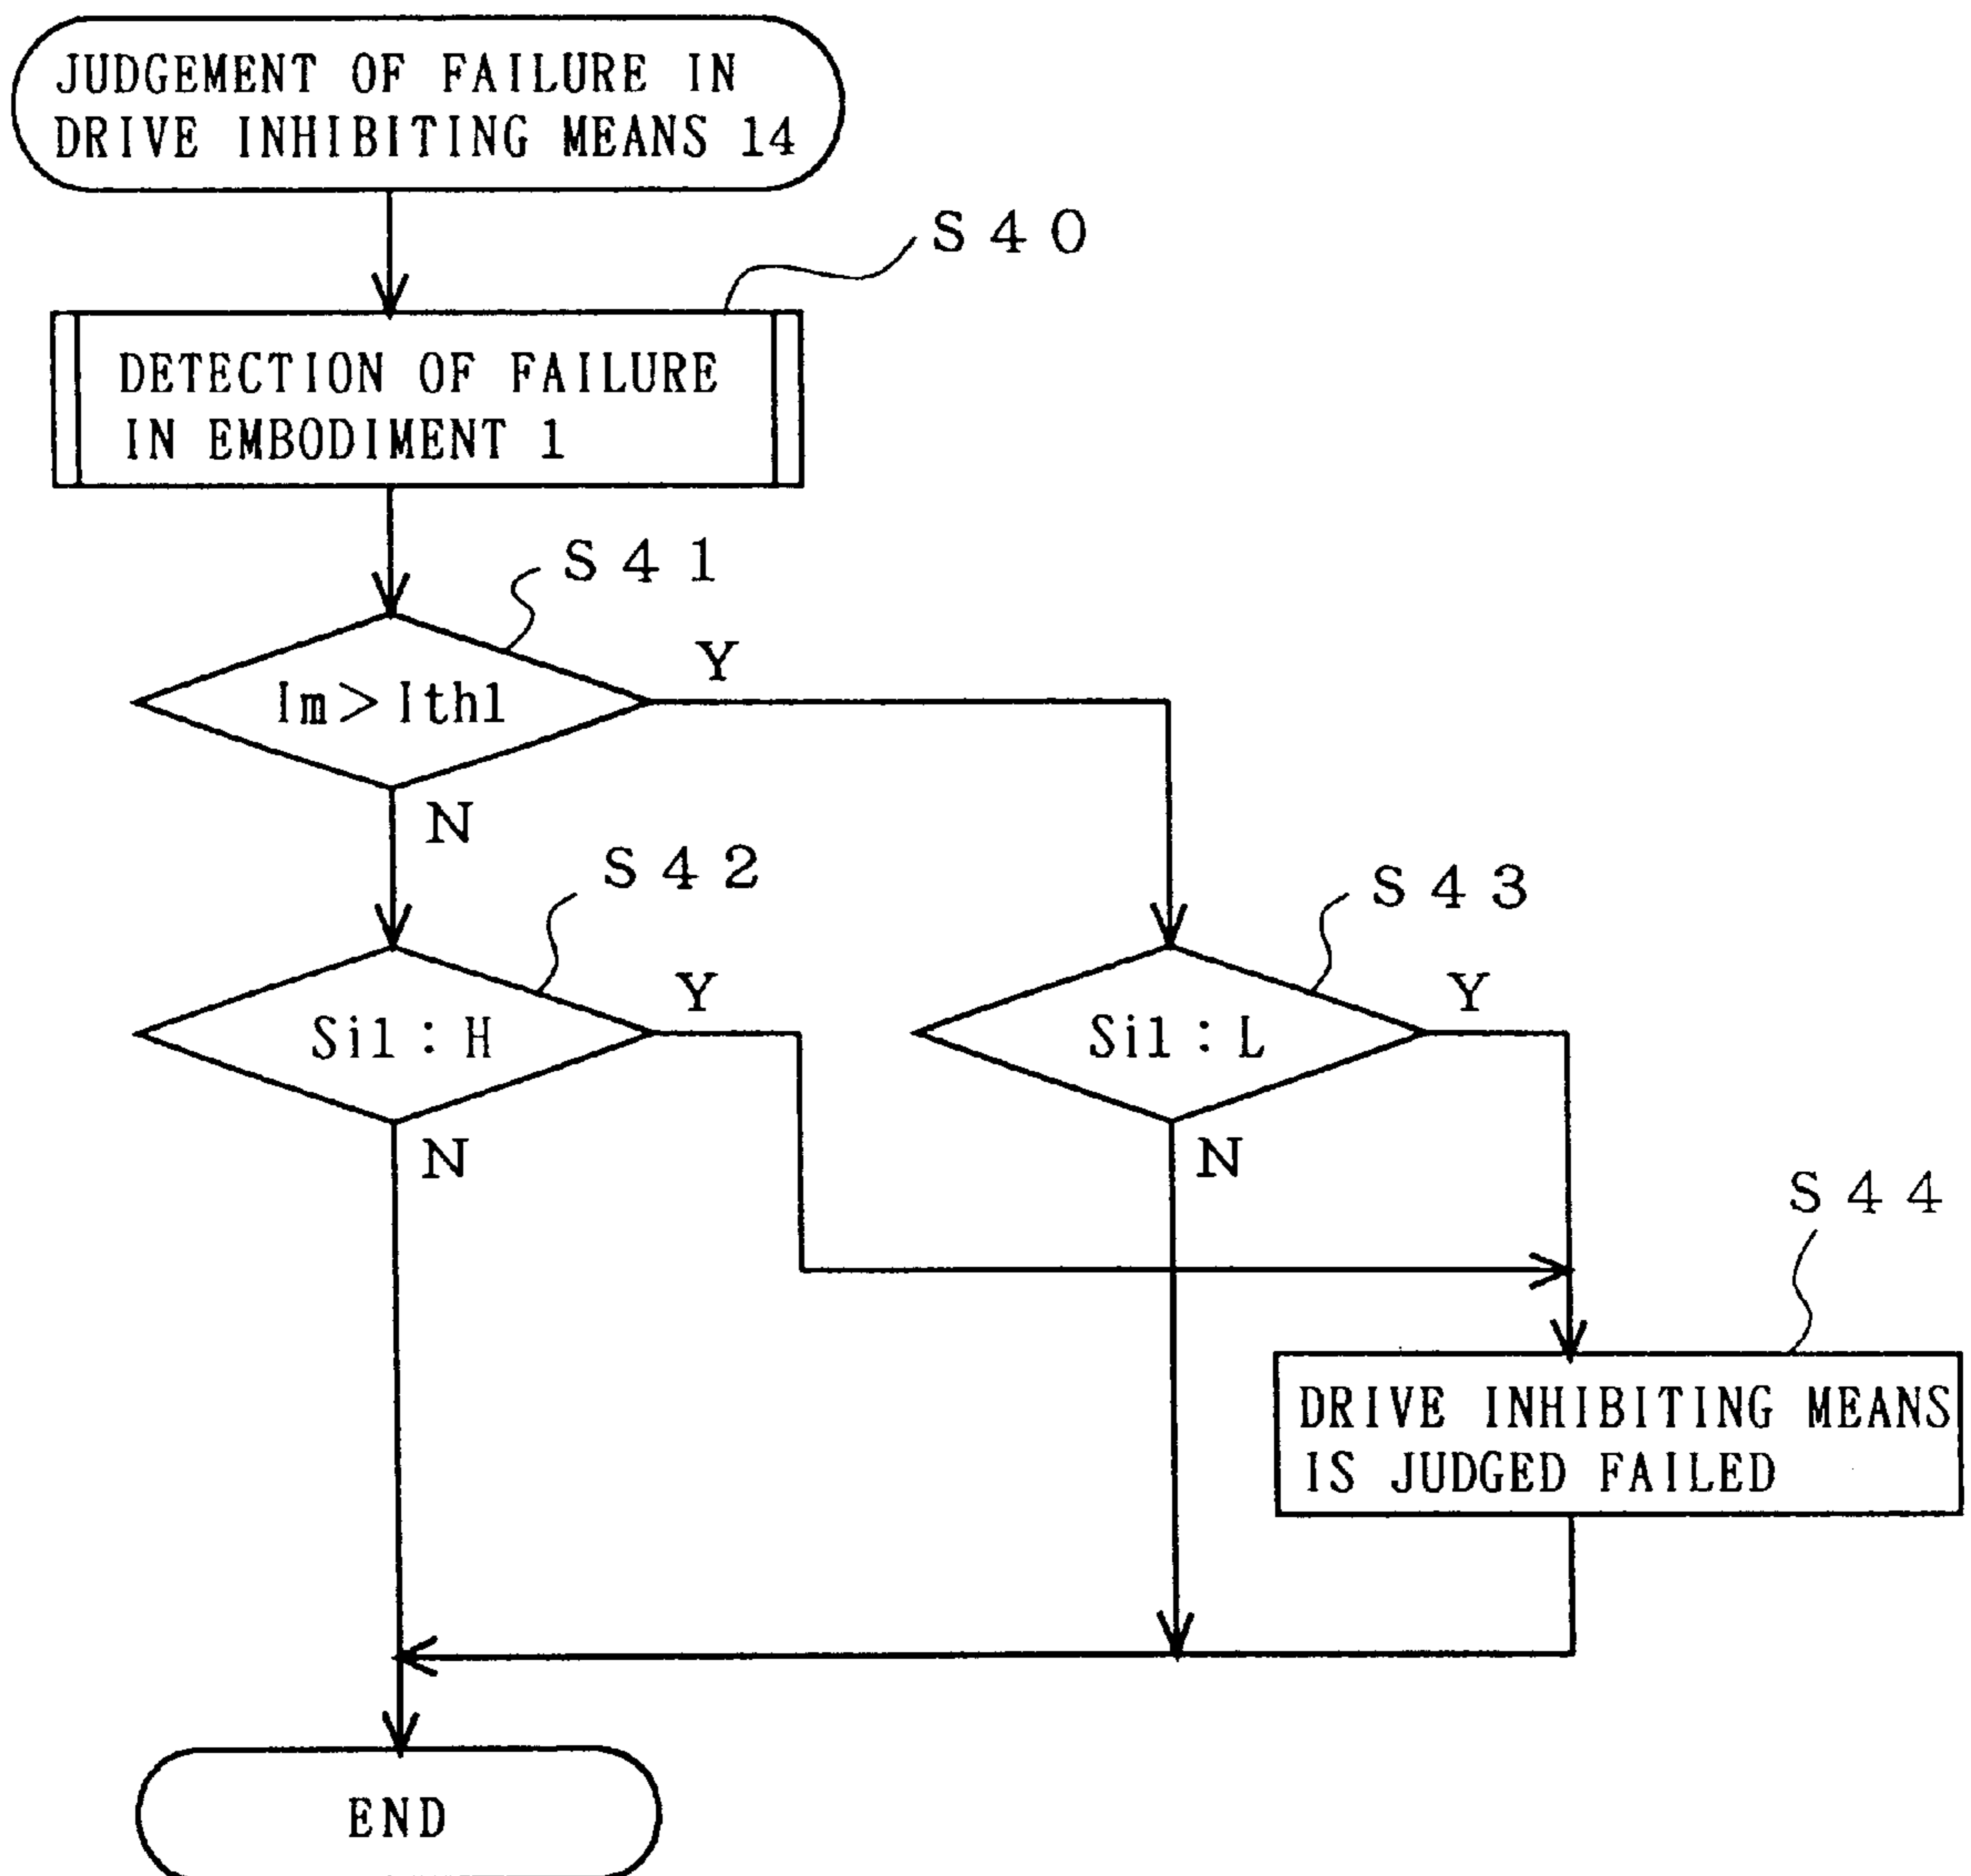 JUDGEMENT OF FAILURE IN
DRIVE INHIBITING MEANS 14
S40
DETECTION OF FAILURE
IN EMBODIMENT 1
S41
Im>Ith1
Y
N
S42
S43
Si1:H
Y
Si1:L
Y
N
N
S44
DRIVE INHIBITING MEANS
IS JUDGED FAILED
END